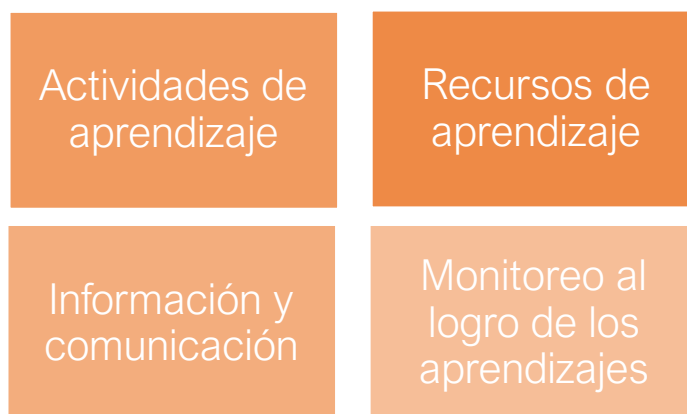 Actividades de
aprendizaje
Recursos de
aprendizaje
Información y
comunicación
Monitoreo al
logro de los
aprendizajes